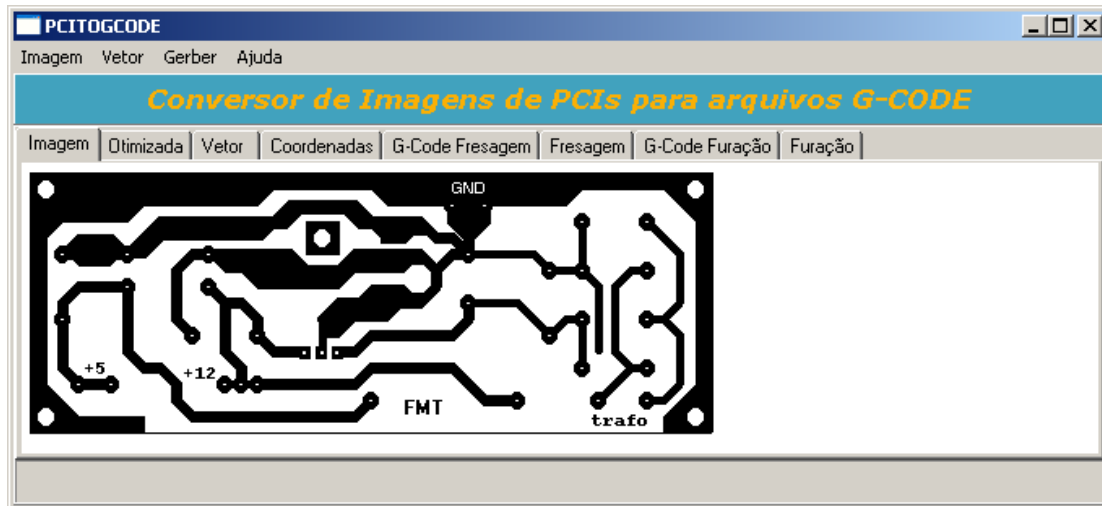 PCITOGCODE
Imagem Vetor Gerber Ajuda
Conversor de Imagens de PCIs para arquivos G-CODE
Imagem Otimizada Vetor Coordenadas G-Code Fresagem Fresagem G-Code Furação Furação
GND
+5
+12
FMT
trafo